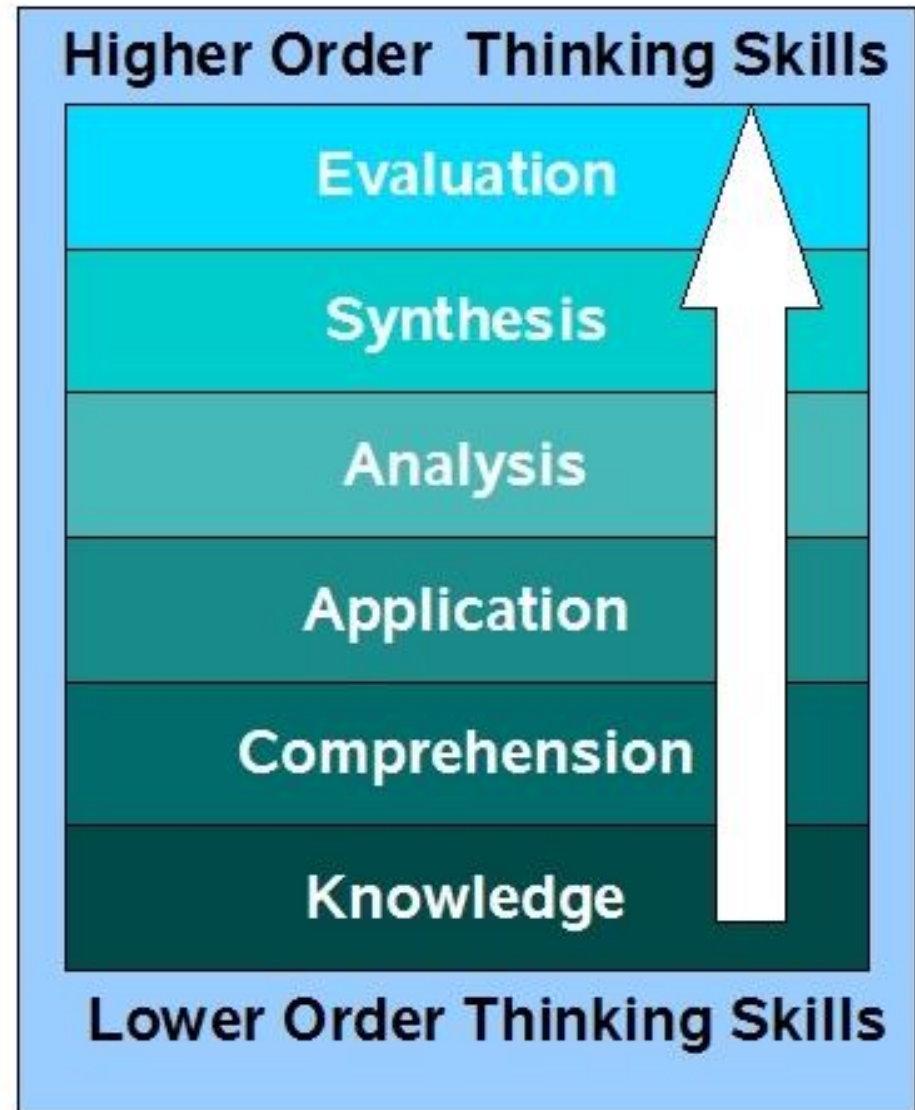 Higher Order Thinking Skills
Evaluation
Synthesis
Analysis
Application
Comprehension
Knowledge
Lower Order Thinking Skills